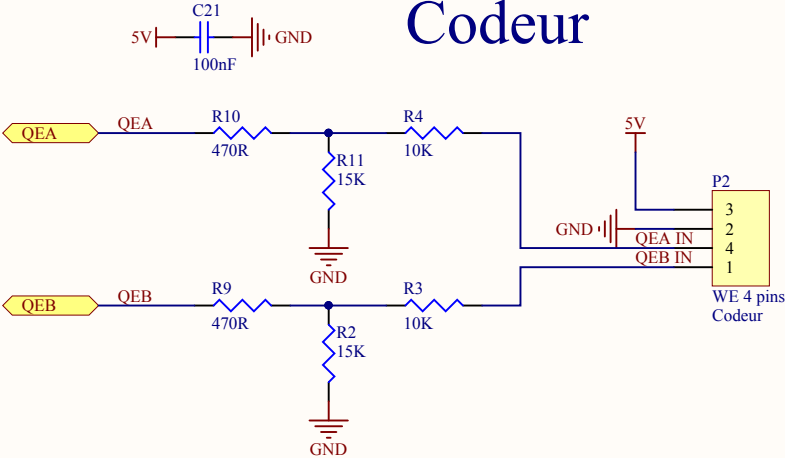 Codeur
C21
5V
GND
100nF
QEA
QEA
R10
470R
R4
10K
R11
15K
GND
5V
P2
3
GND
2
QEA IN
4
QEB IN
1
WE 4 pins
Codeur
QEB
QEB
R9
470R
R3
10K
R2
15K
GND